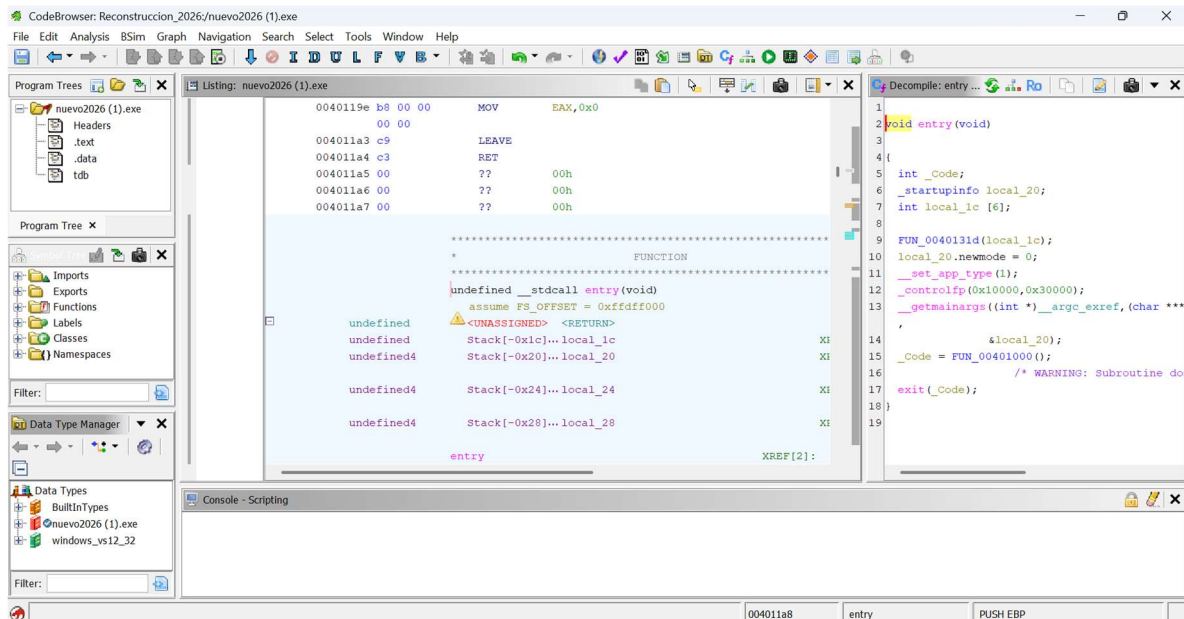 CodeBrowser: Reconstruccion_2026:/nuevo2026 (1).exe
File Edit Analysis BSim Graph Navigation Search Select Tools Window Help
I D U L F V B
Program Trees
nuevo2026 (1).exe
Headers
.text
.data
tdb
Program Tree
Imports
Exports
Functions
Labels
Classes
Namespaces
Filter:
Data Type Manager
Data Types
BuiltInTypes
nuevo2026 (1).exe
windows_vs12_32
Filter:
Listing: nuevo2026 (1).exe
0040119e b8 00 00 MOV EAX,0x0
00 00
004011a3 c9 LEAVE
004011a4 c3 RET
004011a5 00 ?? 00h
004011a6 00 ?? 00h
004011a7 00 ?? 00h
* FUNCTION
undefined __stdcall entry(void)
assume FS_OFFSET = 0xffdff000
undefined <UNASSIGNED> <RETURN>
undefined Stack[-0x1c]... local_1c
undefined4 Stack[-0x20]... local_20
undefined4 Stack[-0x24]... local_24
undefined4 Stack[-0x28]... local_28
entry XREF[2]:
Decompile: entry ... Ro
1
2 void entry(void)
3
4 {
5 int _Code;
6 _startupinfo local_20;
7 int local_1c [6];
8
9 FUN_0040131d(local_1c);
10 local_20.newmode = 0;
11 __set_app_type(1);
12 _controlfp(0x10000,0x30000);
13 __getmainargs((int *)__argc_exref,(char ***
,
14 &local_20);
15 _Code = FUN_00401000();
16 /* WARNING: Subroutine do
17 exit(_Code);
18 }
19
Console - Scripting
004011a8 entry PUSH EBP